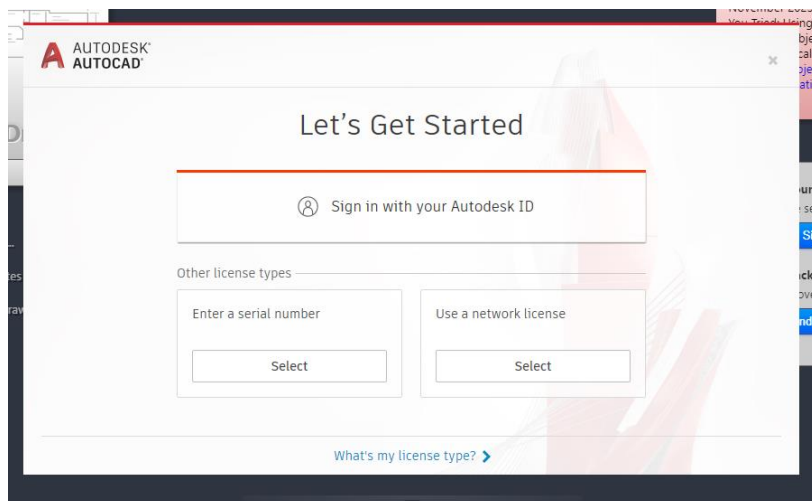 AUTODESK®
AUTOCAD®
Let's Get Started
Sign in with your Autodesk ID
Other license types
Enter a serial number
Use a network license
Select
Select
What's my license type?